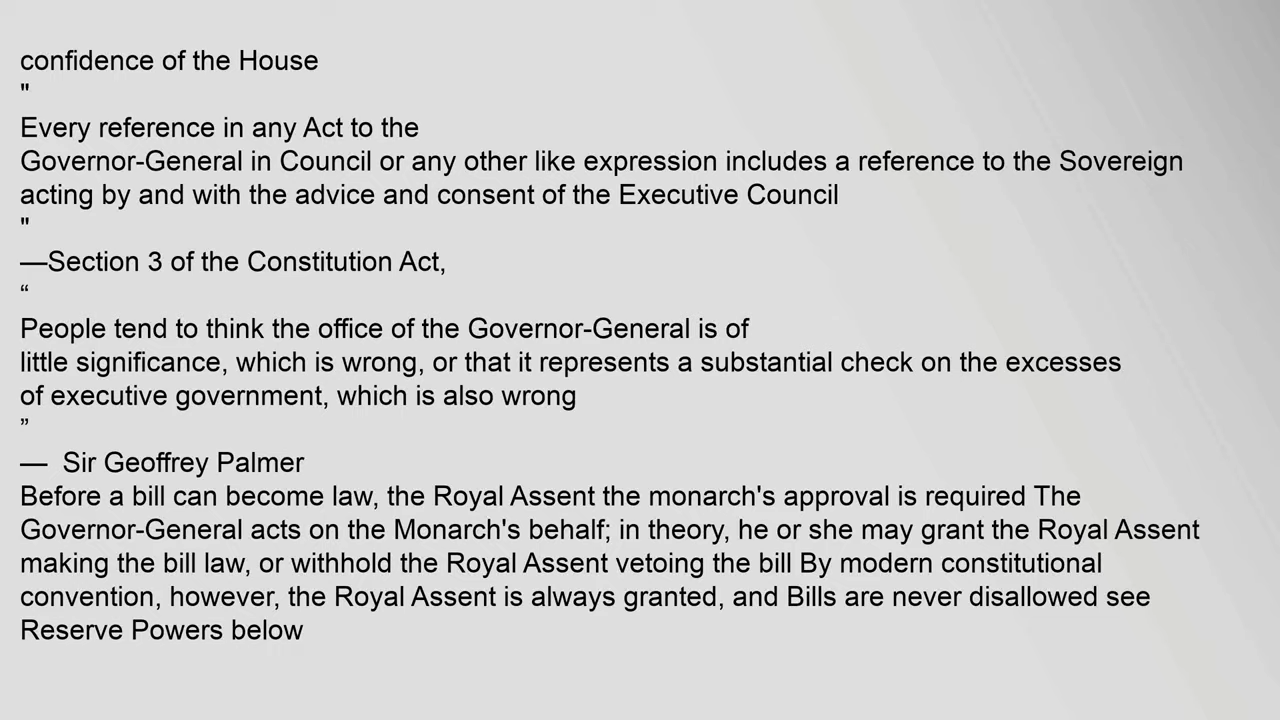 confidence of the House
"
Every reference in any Act to the
Governor-General in Council or any other like expression includes a reference to the Sovereign
acting by and with the advice and consent of the Executive Council
"
—Section 3 of the Constitution Act,
“
People tend to think the office of the Governor-General is of
little significance, which is wrong, or that it represents a substantial check on the excesses
of executive government, which is also wrong
”
—  Sir Geoffrey Palmer
Before a bill can become law, the Royal Assent the monarch's approval is required The
Governor-General acts on the Monarch's behalf; in theory, he or she may grant the Royal Assent
making the bill law, or withhold the Royal Assent vetoing the bill By modern constitutional
convention, however, the Royal Assent is always granted, and Bills are never disallowed see
Reserve Powers below